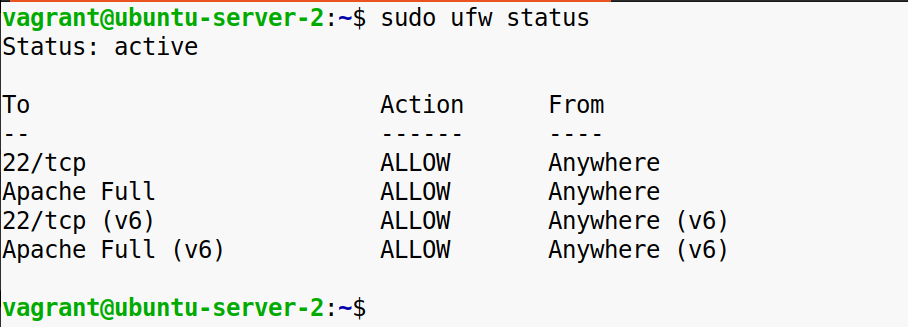 vagrant@ubuntu-server-2:~$ sudo ufw status
Status: active
To                         Action      From
--                         ------      ----
22/tcp                     ALLOW       Anywhere
Apache Full                ALLOW       Anywhere
22/tcp (v6)                ALLOW       Anywhere (v6)
Apache Full (v6)           ALLOW       Anywhere (v6)
vagrant@ubuntu-server-2:~$